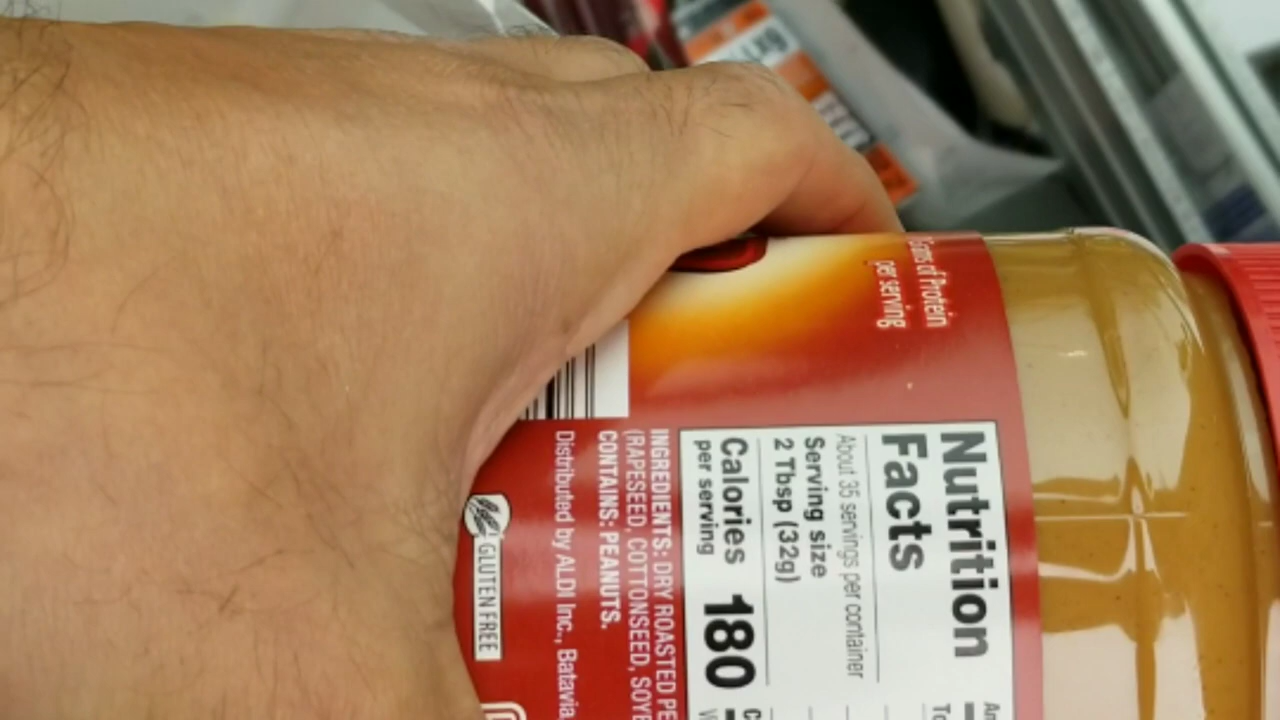 Grams of Protein
per serving
Nutrition
Facts
About 35 servings per container
Serving size
2 Tbsp (32g)
Calories 180
per serving
INGREDIENTS: DRY ROASTED
(RAPESEED, COTTONSEED,
CONTAINS: PEANUTS.
Distributed by ALDI Inc., Batavia,
GLUTEN FREE